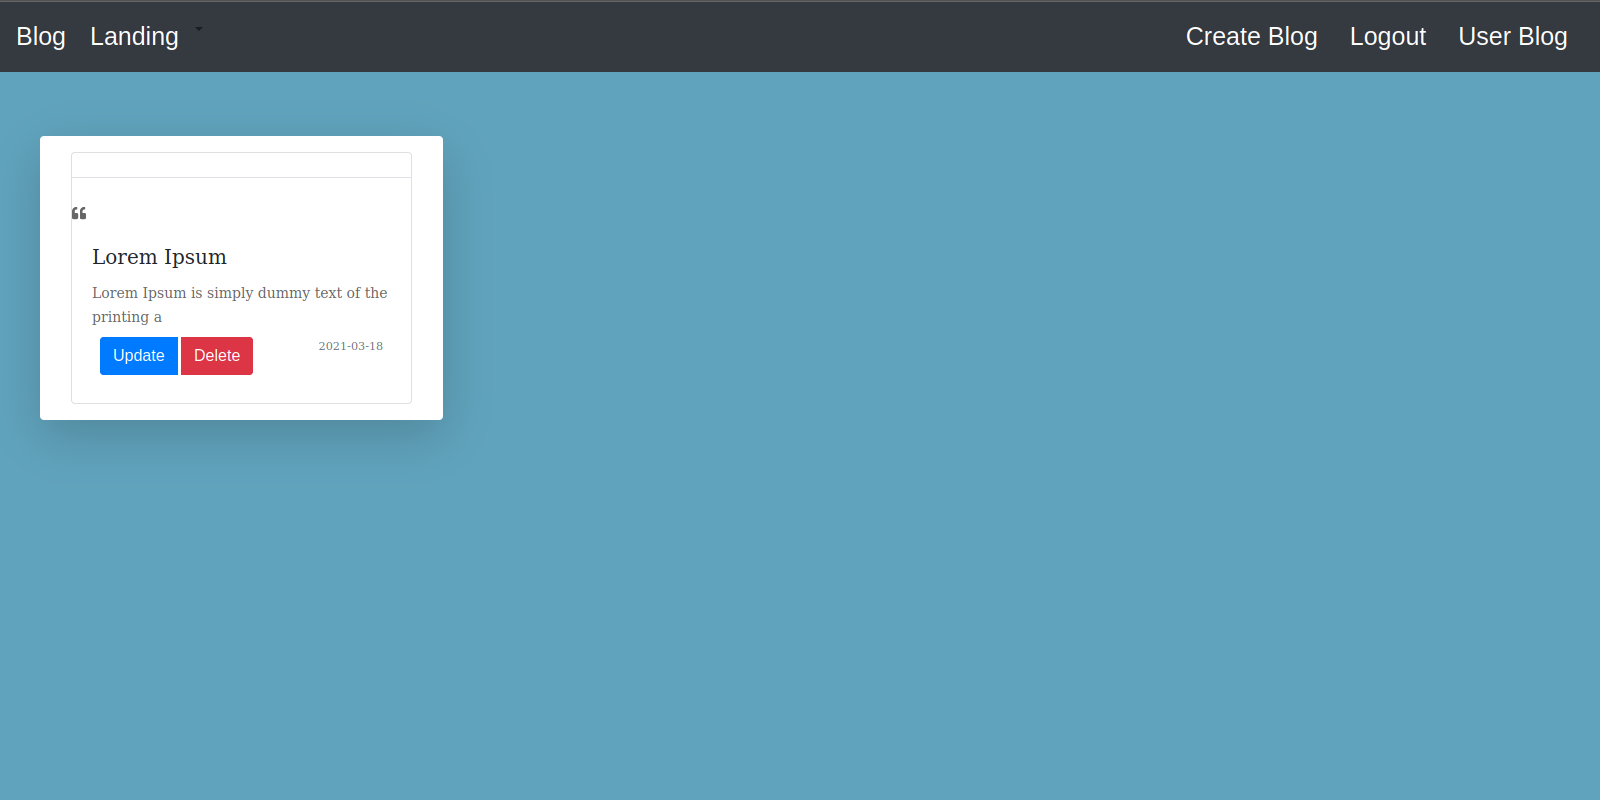 Blog Landing Create Blog Logout User Blog
“
Lorem Ipsum
Lorem Ipsum is simply dummy text of the
printing a
Update Delete 2021-03-18